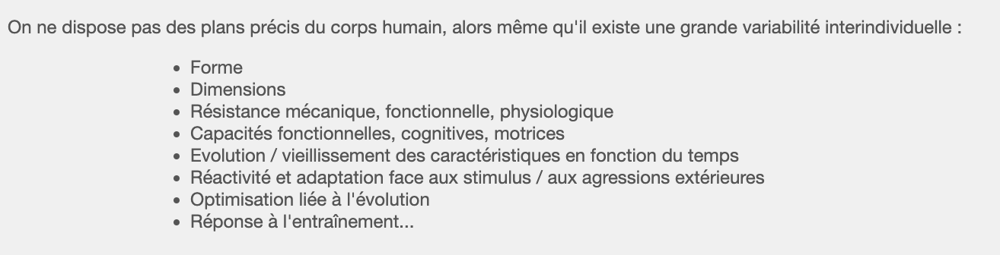 On ne dispose pas des plans précis du corps humain, alors même qu'il existe une grande variabilité interindividuelle :
• Forme
• Dimensions
• Résistance mécanique, fonctionnelle, physiologique
• Capacités fonctionnelles, cognitives, motrices
• Evolution / vieillissement des caractéristiques en fonction du temps
• Réactivité et adaptation face aux stimulus / aux agressions extérieures
• Optimisation liée à l'évolution
• Réponse à l'entraînement...